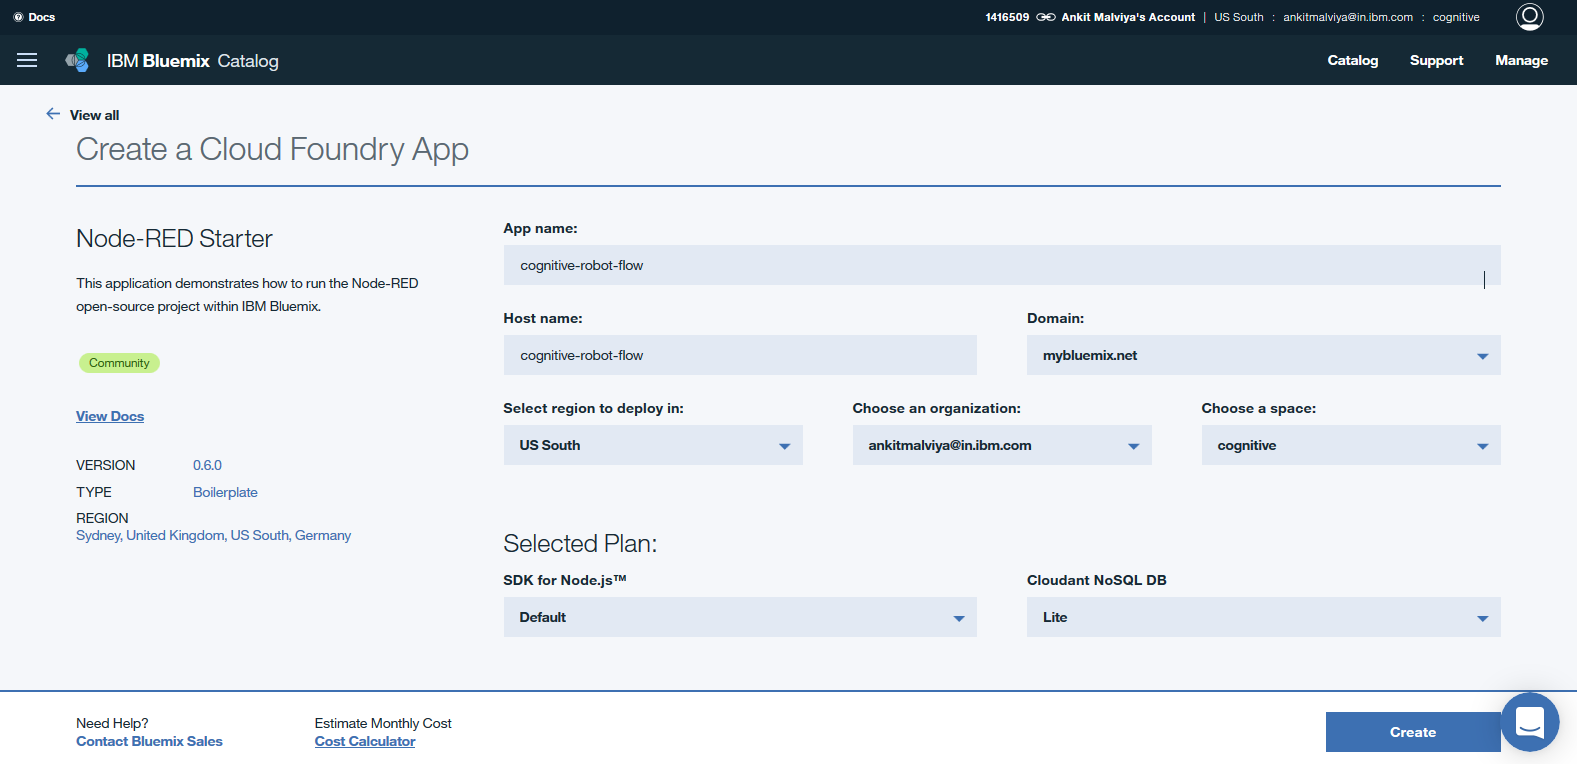 Docs
1416509 Ankit Malviya's Account | US South : ankitmalviya@in.ibm.com : cognitive
IBM Bluemix Catalog
Catalog Support Manage
View all
Create a Cloud Foundry App
Node-RED Starter
This application demonstrates how to run the Node-RED
open-source project within IBM Bluemix.
Community
View Docs
VERSION 0.6.0
TYPE Boilerplate
REGION
Sydney, United Kingdom, US South, Germany
App name:
cognitive-robot-flow
Host name: Domain:
cognitive-robot-flow mybluemix.net
Select region to deploy in: Choose an organization: Choose a space:
US South ankitmalviya@in.ibm.com cognitive
Selected Plan:
SDK for Node.js™ Cloudant NoSQL DB
Default Lite
Need Help? Estimate Monthly Cost
Contact Bluemix Sales Cost Calculator
Create